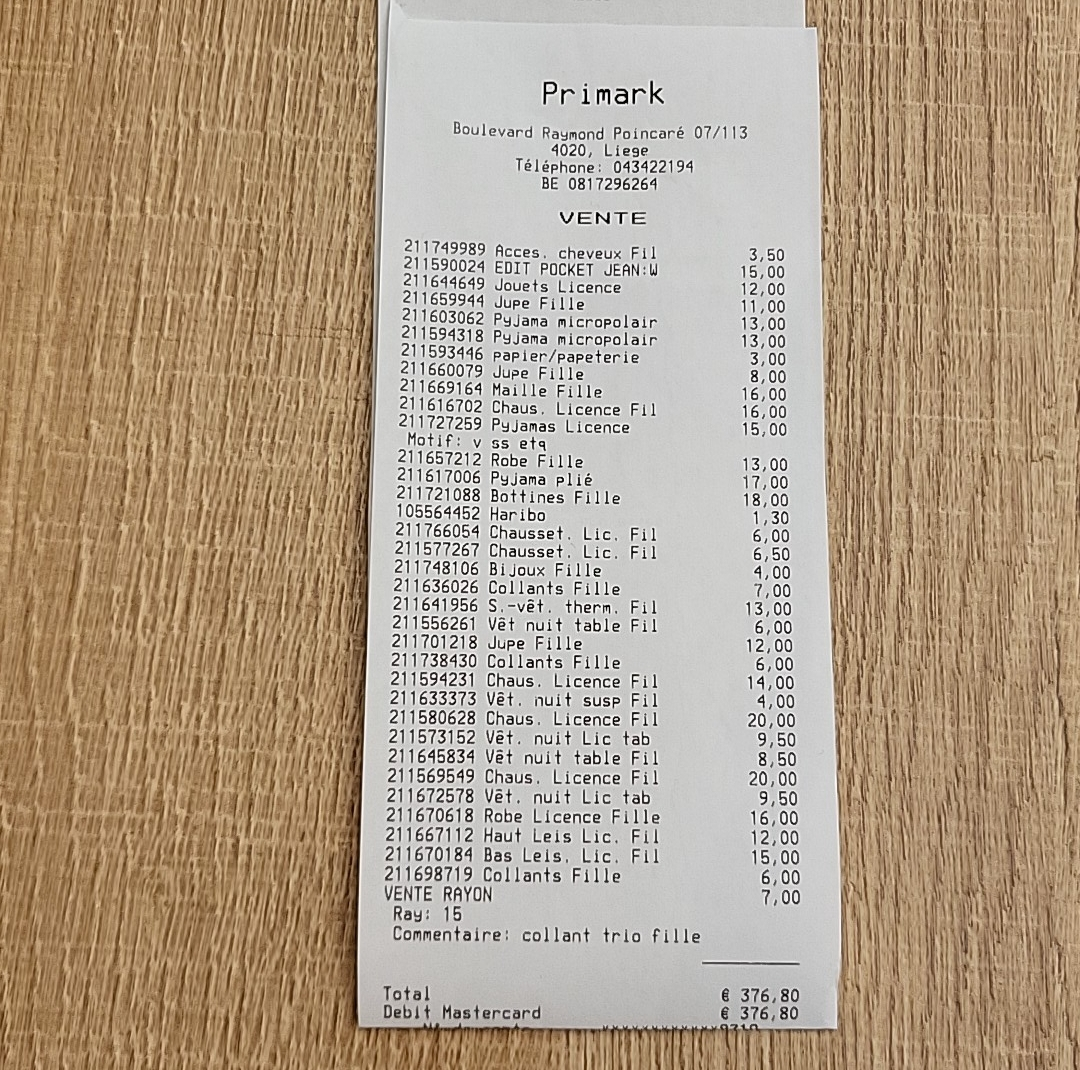 Primark
Boulevard Raymond Poincaré 07/113
4020, Liege
Téléphone: 043422194
BE 0817296264
VENTE
211749989 Acces. cheveux Fil 3,50
211590024 EDIT POCKET JEAN:W 15,00
211644649 Jouets Licence 12,00
211659944 Jupe Fille 11,00
211603062 Pyjama micropolair 13,00
211594318 Pyjama micropolair 13,00
211593446 papier/papeterie 3,00
211660079 Jupe Fille 8,00
211669164 Maille Fille 16,00
211616702 Chaus. Licence Fil 16,00
211727259 Pyjamas Licence 15,00
Motif: v ss etq
211657212 Robe Fille 13,00
211617006 Pyjama plié 17,00
211721088 Bottines Fille 18,00
105564452 Haribo 1,30
211766054 Chausset. Lic. Fil 6,00
211577267 Chausset. Lic. Fil 6,50
211748106 Bijoux Fille 4,00
211636026 Collants Fille 7,00
211641956 S.-vêt. therm. Fil 13,00
211556261 Vêt nuit table Fil 6,00
211701218 Jupe Fille 12,00
211738430 Collants Fille 6,00
211594231 Chaus. Licence Fil 14,00
211633373 Vêt. nuit susp Fil 4,00
211580628 Chaus. Licence Fil 20,00
211573152 Vêt. nuit Lic tab 9,50
211645834 Vêt nuit table Fil 8,50
211569549 Chaus. Licence Fil 20,00
211672578 Vêt. nuit Lic tab 9,50
211670618 Robe Licence Fille 16,00
211667112 Haut Leis Lic. Fil 12,00
211670184 Bas Leis. Lic. Fil 15,00
211698719 Collants Fille 6,00
VENTE RAYON 7,00
Ray: 15
Commentaire: collant trio fille
Total € 376,80
Debit Mastercard € 376,80